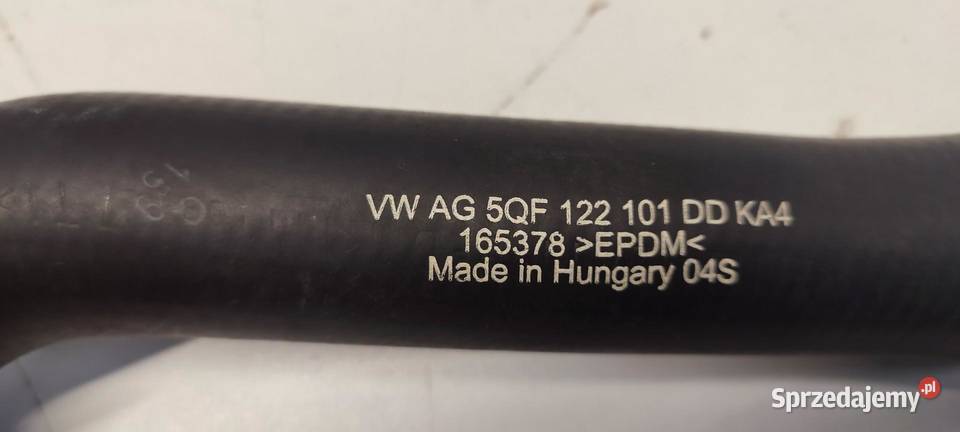 VW AG 5QF 122 101 DD KA4
165378 >EPDM<
Made in Hungary 04S
Sprzedajemy.pl